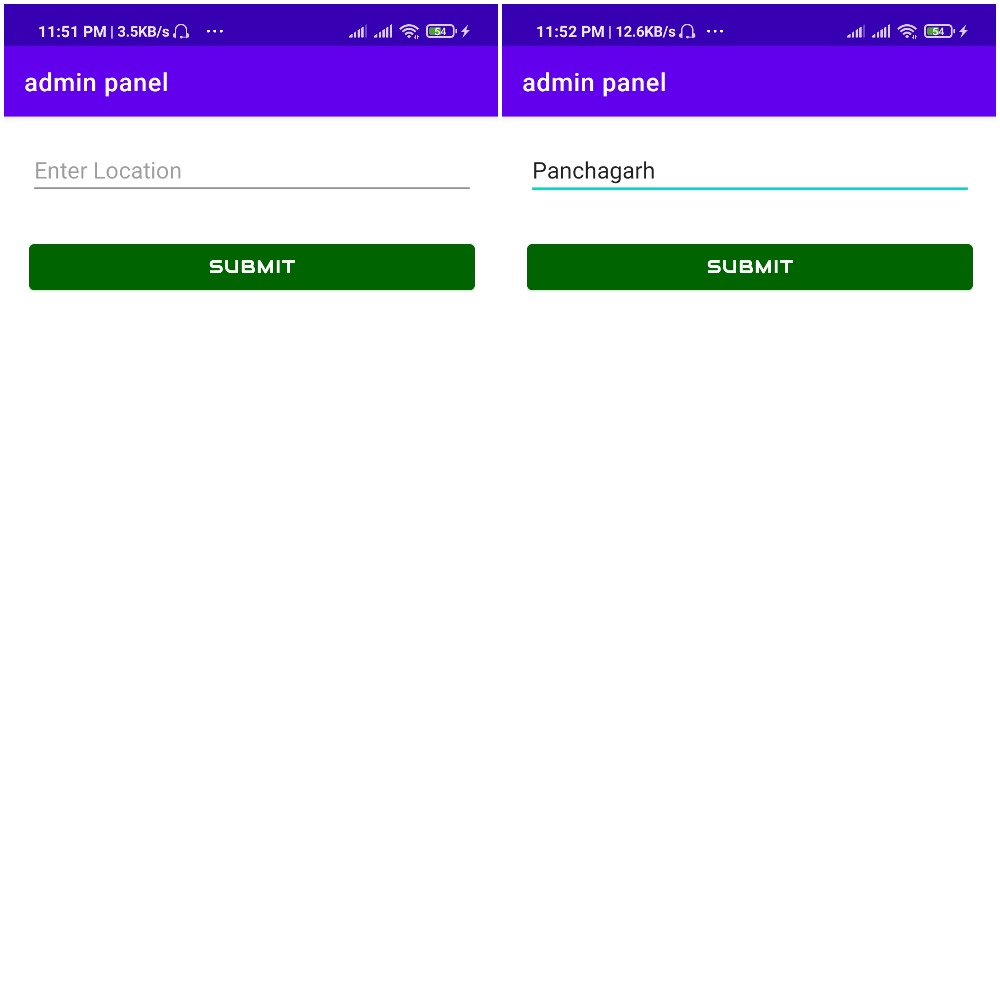 11:51 PM | 3.5KB/s ... 54
admin panel
Enter Location
SUBMIT
11:52 PM | 12.6KB/s ... 54
admin panel
Panchagarh
SUBMIT